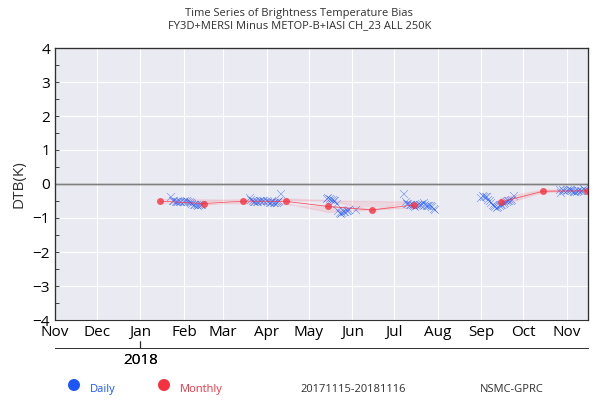 Time Series of Brightness Temperature Bias
FY3D+MERSI Minus METOP-B+IASI CH_23 ALL 250K
DTB(K)
4
3
2
1
0
−1
−2
−3
−4
Nov Dec Jan Feb Mar Apr May Jun Jul Aug Sep Oct Nov
2018
Daily Monthly 20171115-20181116 NSMC-GPRC